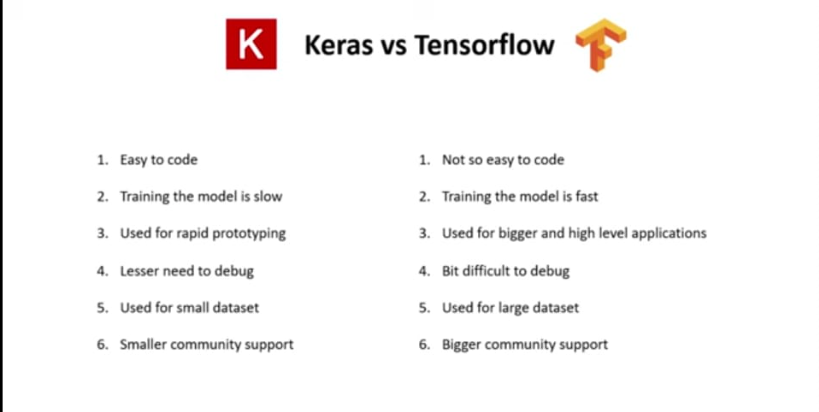 K Keras vs Tensorflow
1. Easy to code
2. Training the model is slow
3. Used for rapid prototyping
4. Lesser need to debug
5. Used for small dataset
6. Smaller community support
1. Not so easy to code
2. Training the model is fast
3. Used for bigger and high level applications
4. Bit difficult to debug
5. Used for large dataset
6. Bigger community support